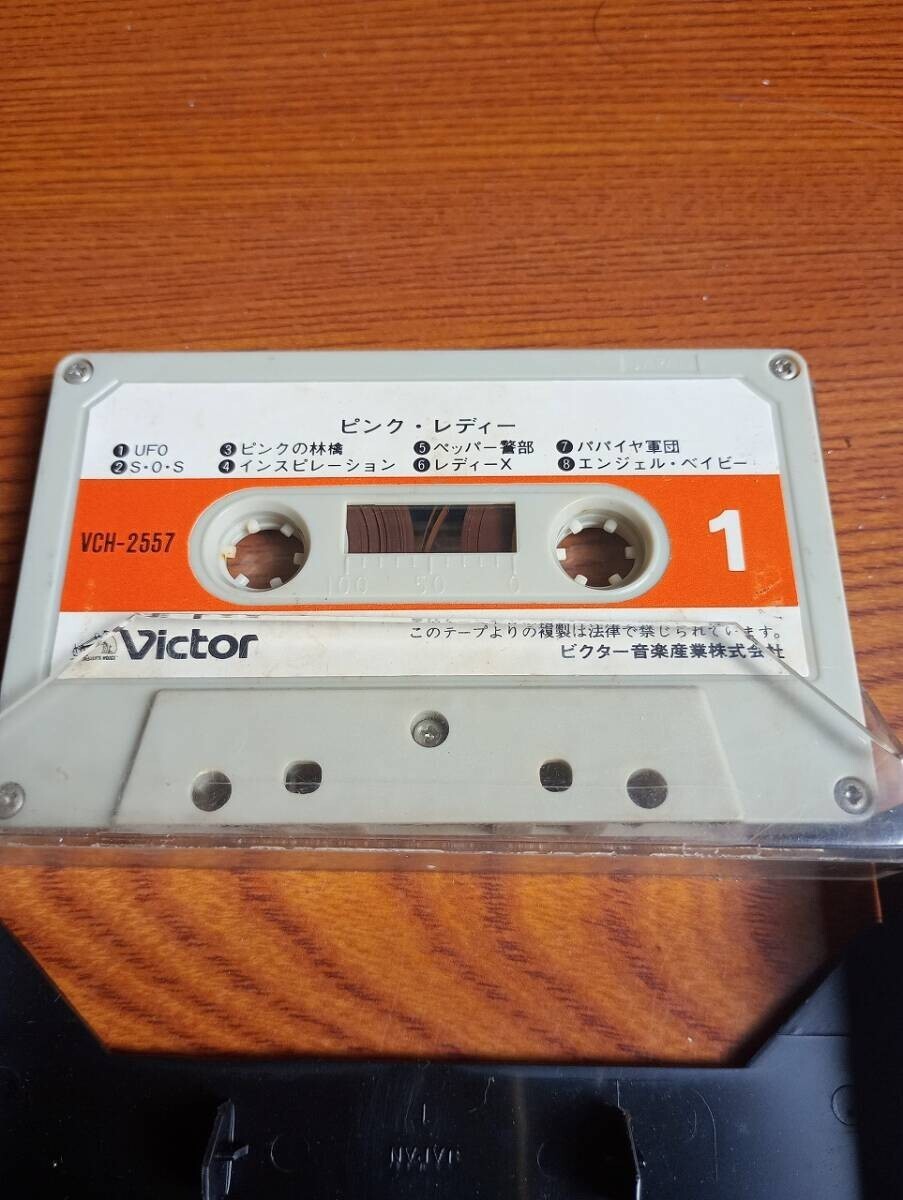 ピンク・レディー
❶ UFO ❸ ピンクの林檎 ❺ ペッパー警部 ❼ パパイヤ軍団
❷ S・O・S ❹ インスピレーション ❻ レディーX ❽ エンジェル・ベイビー
VCH-2557
1
100 50 0
Victor
このテープよりの複製は法律で禁じられています。
ビクター音楽産業株式会社
JAPAN